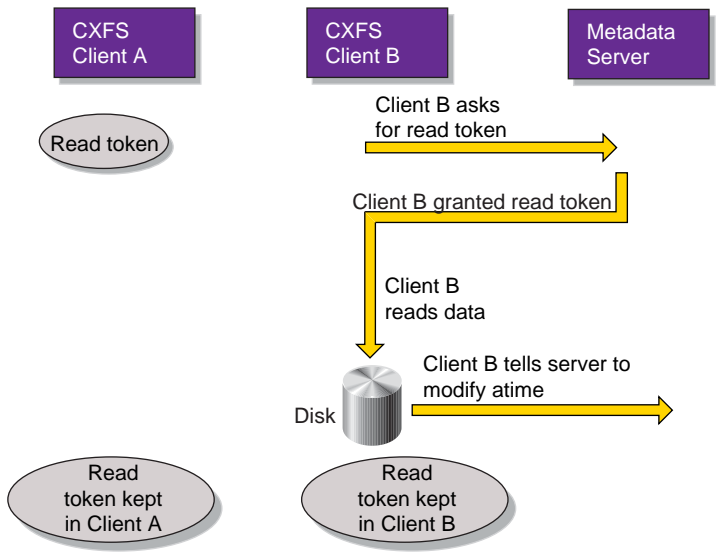 CXFS
Client A
CXFS
Client B
Metadata
Server
Client B asks
for read token
Read token
Client B granted read token
Client B
reads data
Client B tells server to
modify atime
Disk
Read
token kept
in Client A
Read
token kept
in Client B